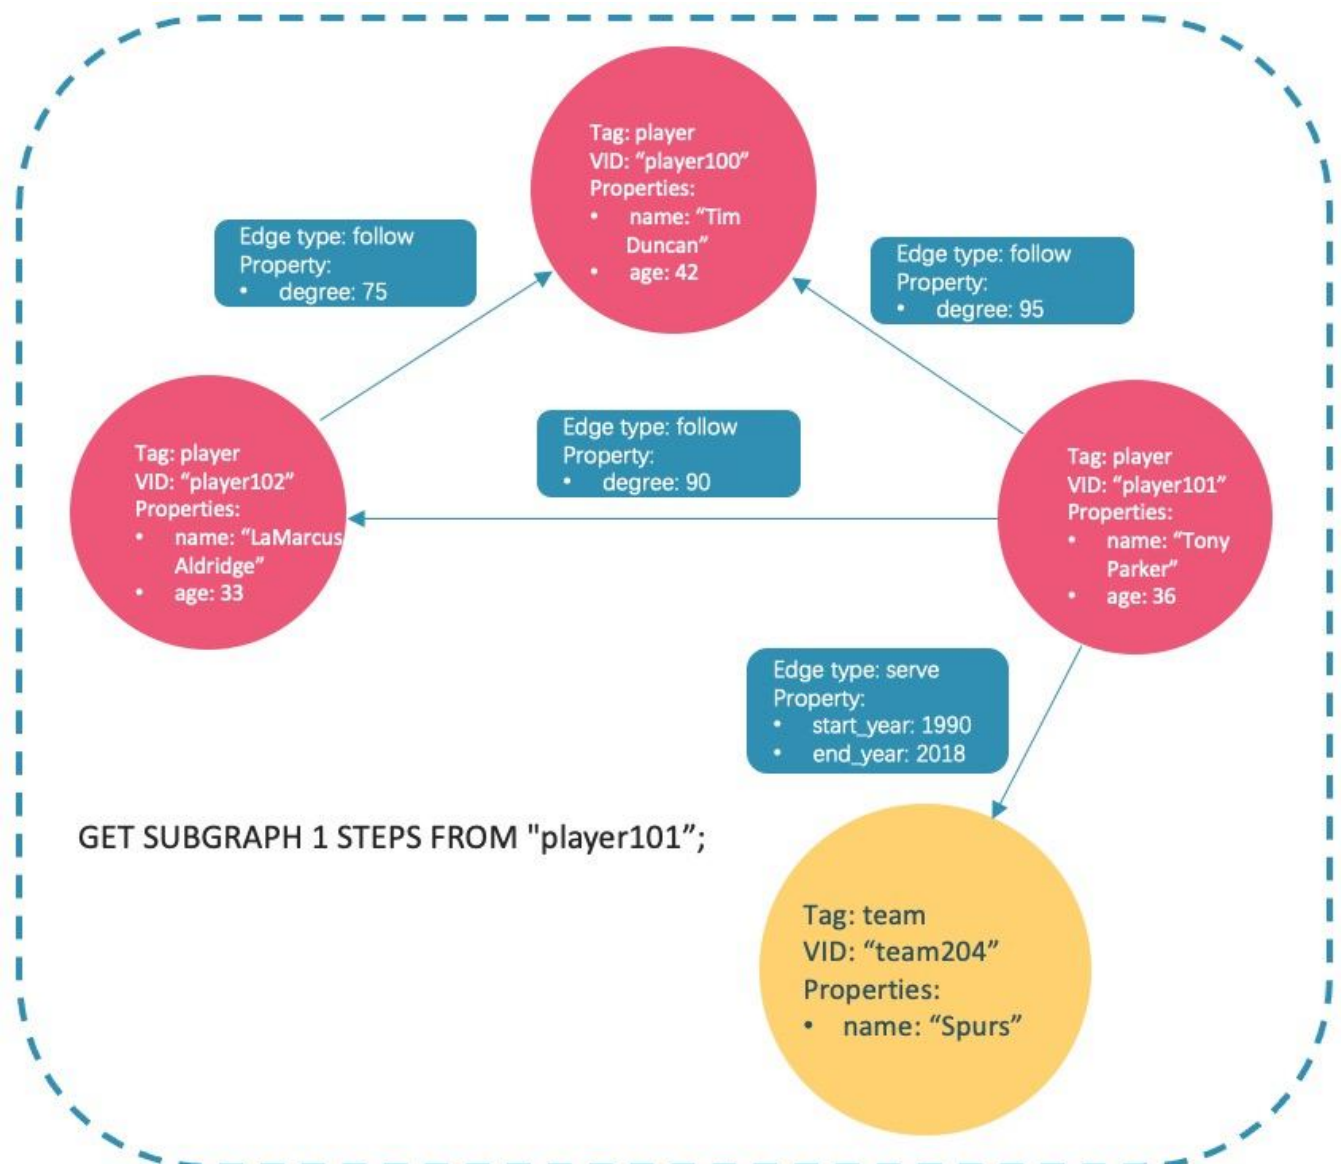 Tag: player
VID: “player100”
Properties:
• name: “Tim
Duncan”
• age: 42
Edge type: follow
Property:
• degree: 75
Edge type: follow
Property:
• degree: 95
Edge type: follow
Property:
• degree: 90
Tag: player
VID: “player102”
Properties:
• name: “LaMarcus
Aldridge”
• age: 33
Tag: player
VID: “player101”
Properties:
• name: “Tony
Parker”
• age: 36
Edge type: serve
Property:
• start_year: 1990
• end_year: 2018
GET SUBGRAPH 1 STEPS FROM "player101”;
Tag: team
VID: “team204”
Properties:
• name: “Spurs”